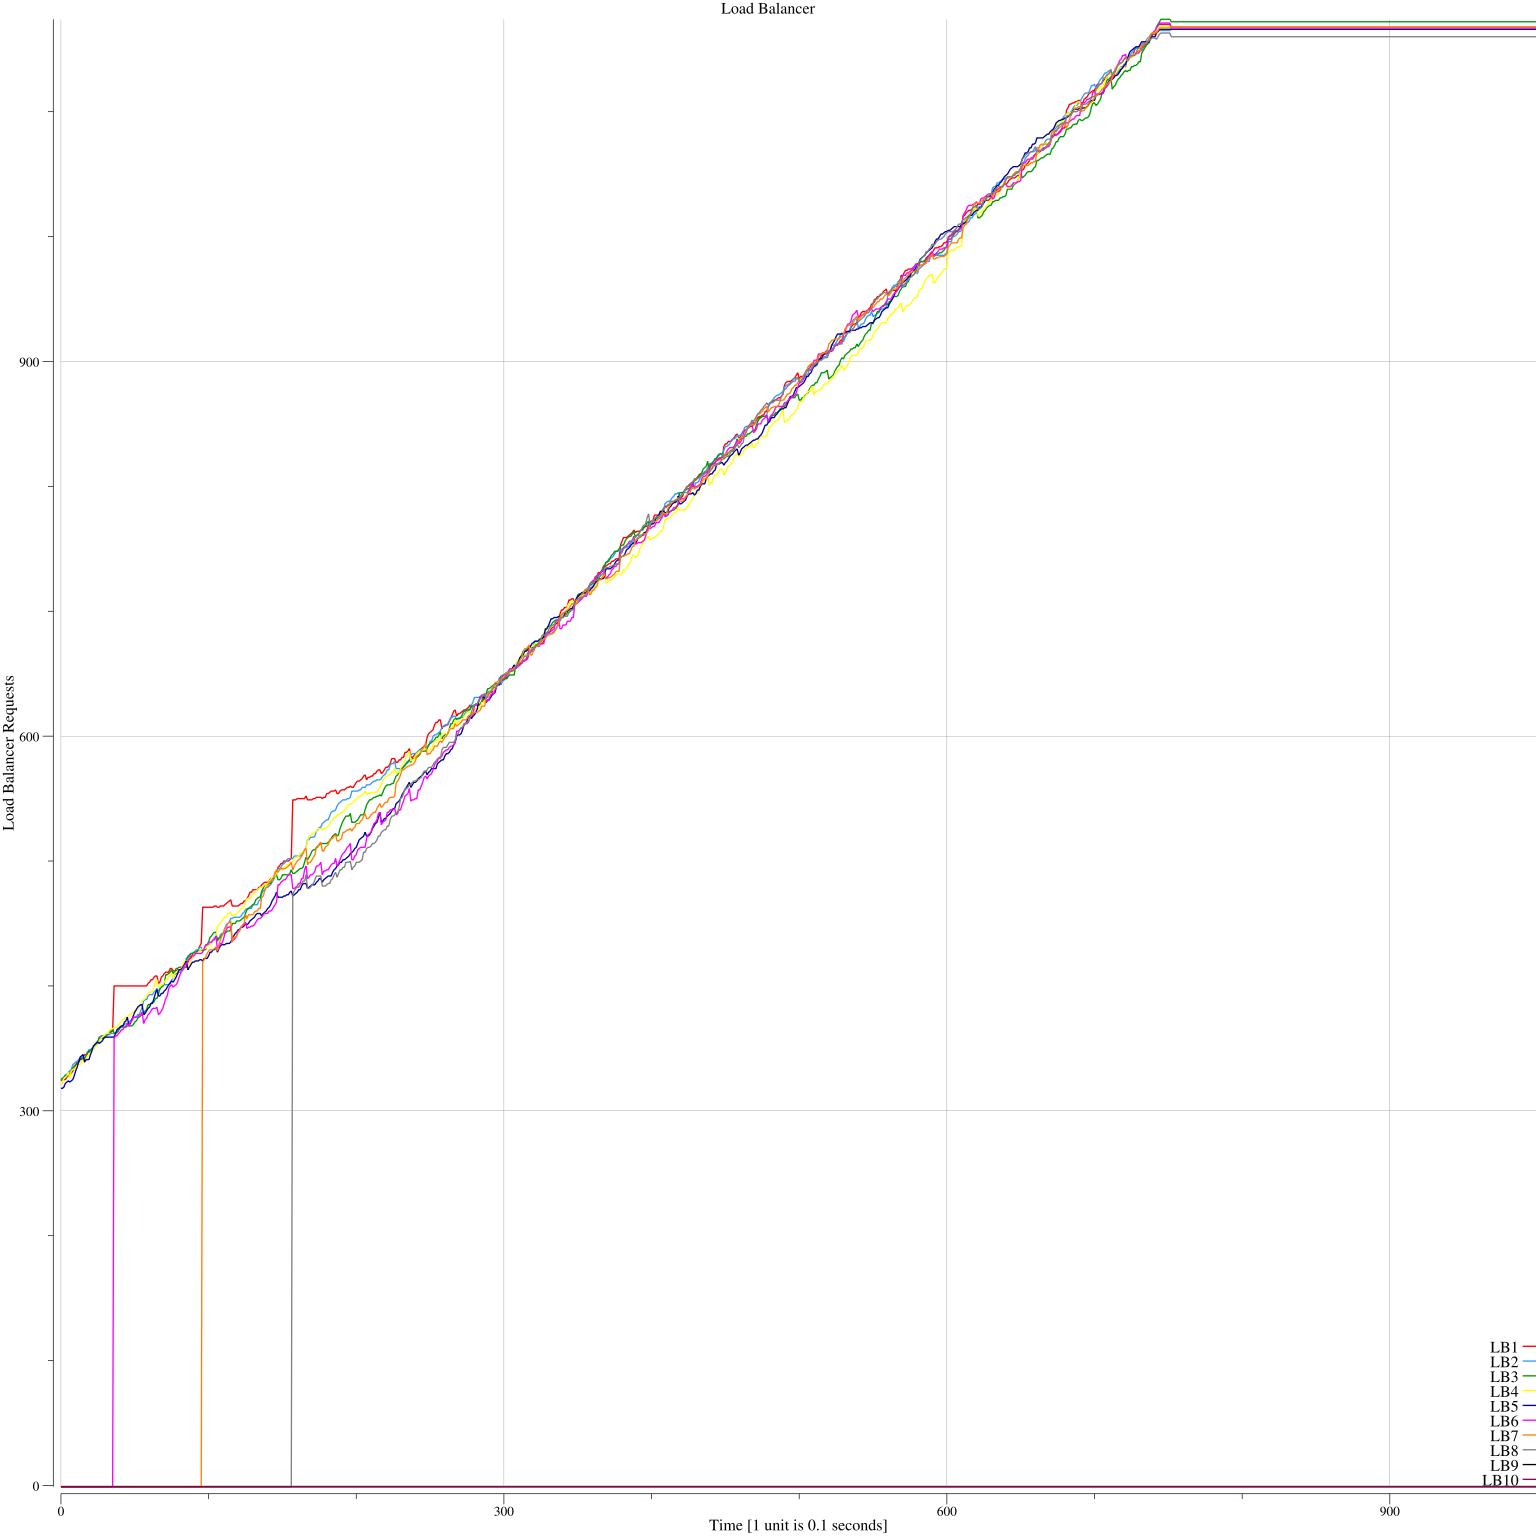 Load Balancer
Load Balancer Requests
900
600
300
0
LB1
LB2
LB3
LB4
LB5
LB6
LB7
LB8
LB9
LB10
0
300
600
900
Time [1 unit is 0.1 seconds]